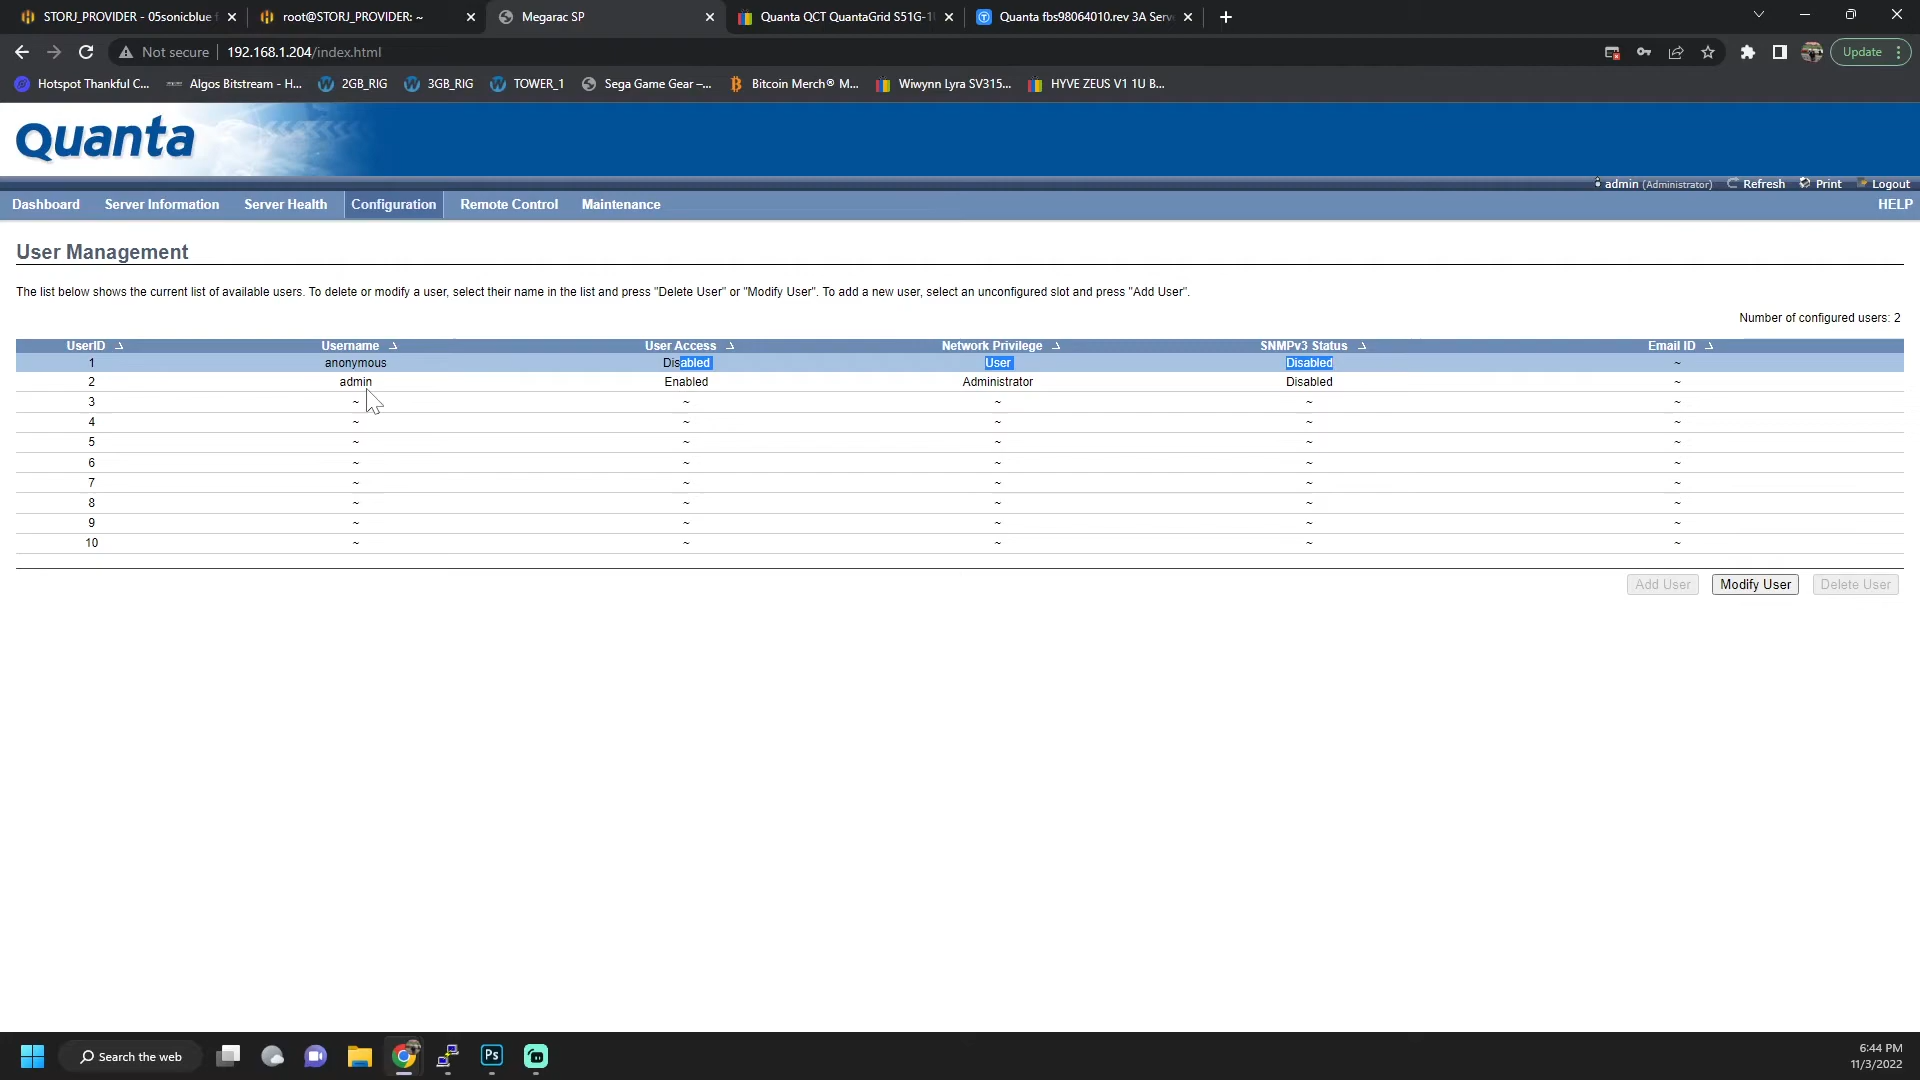 STORJ_PROVIDER - 05sonicblue
root@STORJ_PROVIDER: ~
Megarac SP
Quanta QCT QuantaGrid S51G-1
Quanta fbs98064010.rev 3A Serv
Not secure
192.168.1.204/index.html
Update
Hotspot Thankful C...
Algos Bitstream - H...
2GB_RIG
3GB_RIG
TOWER_1
Sega Game Gear –...
Bitcoin Merch® M...
Wiwynn Lyra SV315...
HYVE ZEUS V1 1U B...
Quanta
admin (Administrator) Refresh Print Logout
Dashboard Server Information Server Health Configuration Remote Control Maintenance HELP
User Management
The list below shows the current list of available users. To delete or modify a user, select their name in the list and press "Delete User" or "Modify User". To add a new user, select an unconfigured slot and press "Add User".
Number of configured users: 2
UserID Username User Access Network Privilege SNMPv3 Status Email ID
1 anonymous Disabled User Disabled ~
2 admin Enabled Administrator Disabled ~
3 ~ ~ ~ ~ ~
4 ~ ~ ~ ~ ~
5 ~ ~ ~ ~ ~
6 ~ ~ ~ ~ ~
7 ~ ~ ~ ~ ~
8 ~ ~ ~ ~ ~
9 ~ ~ ~ ~ ~
10 ~ ~ ~ ~ ~
Add User Modify User Delete User
Search the web
Ps
6:44 PM
11/3/2022